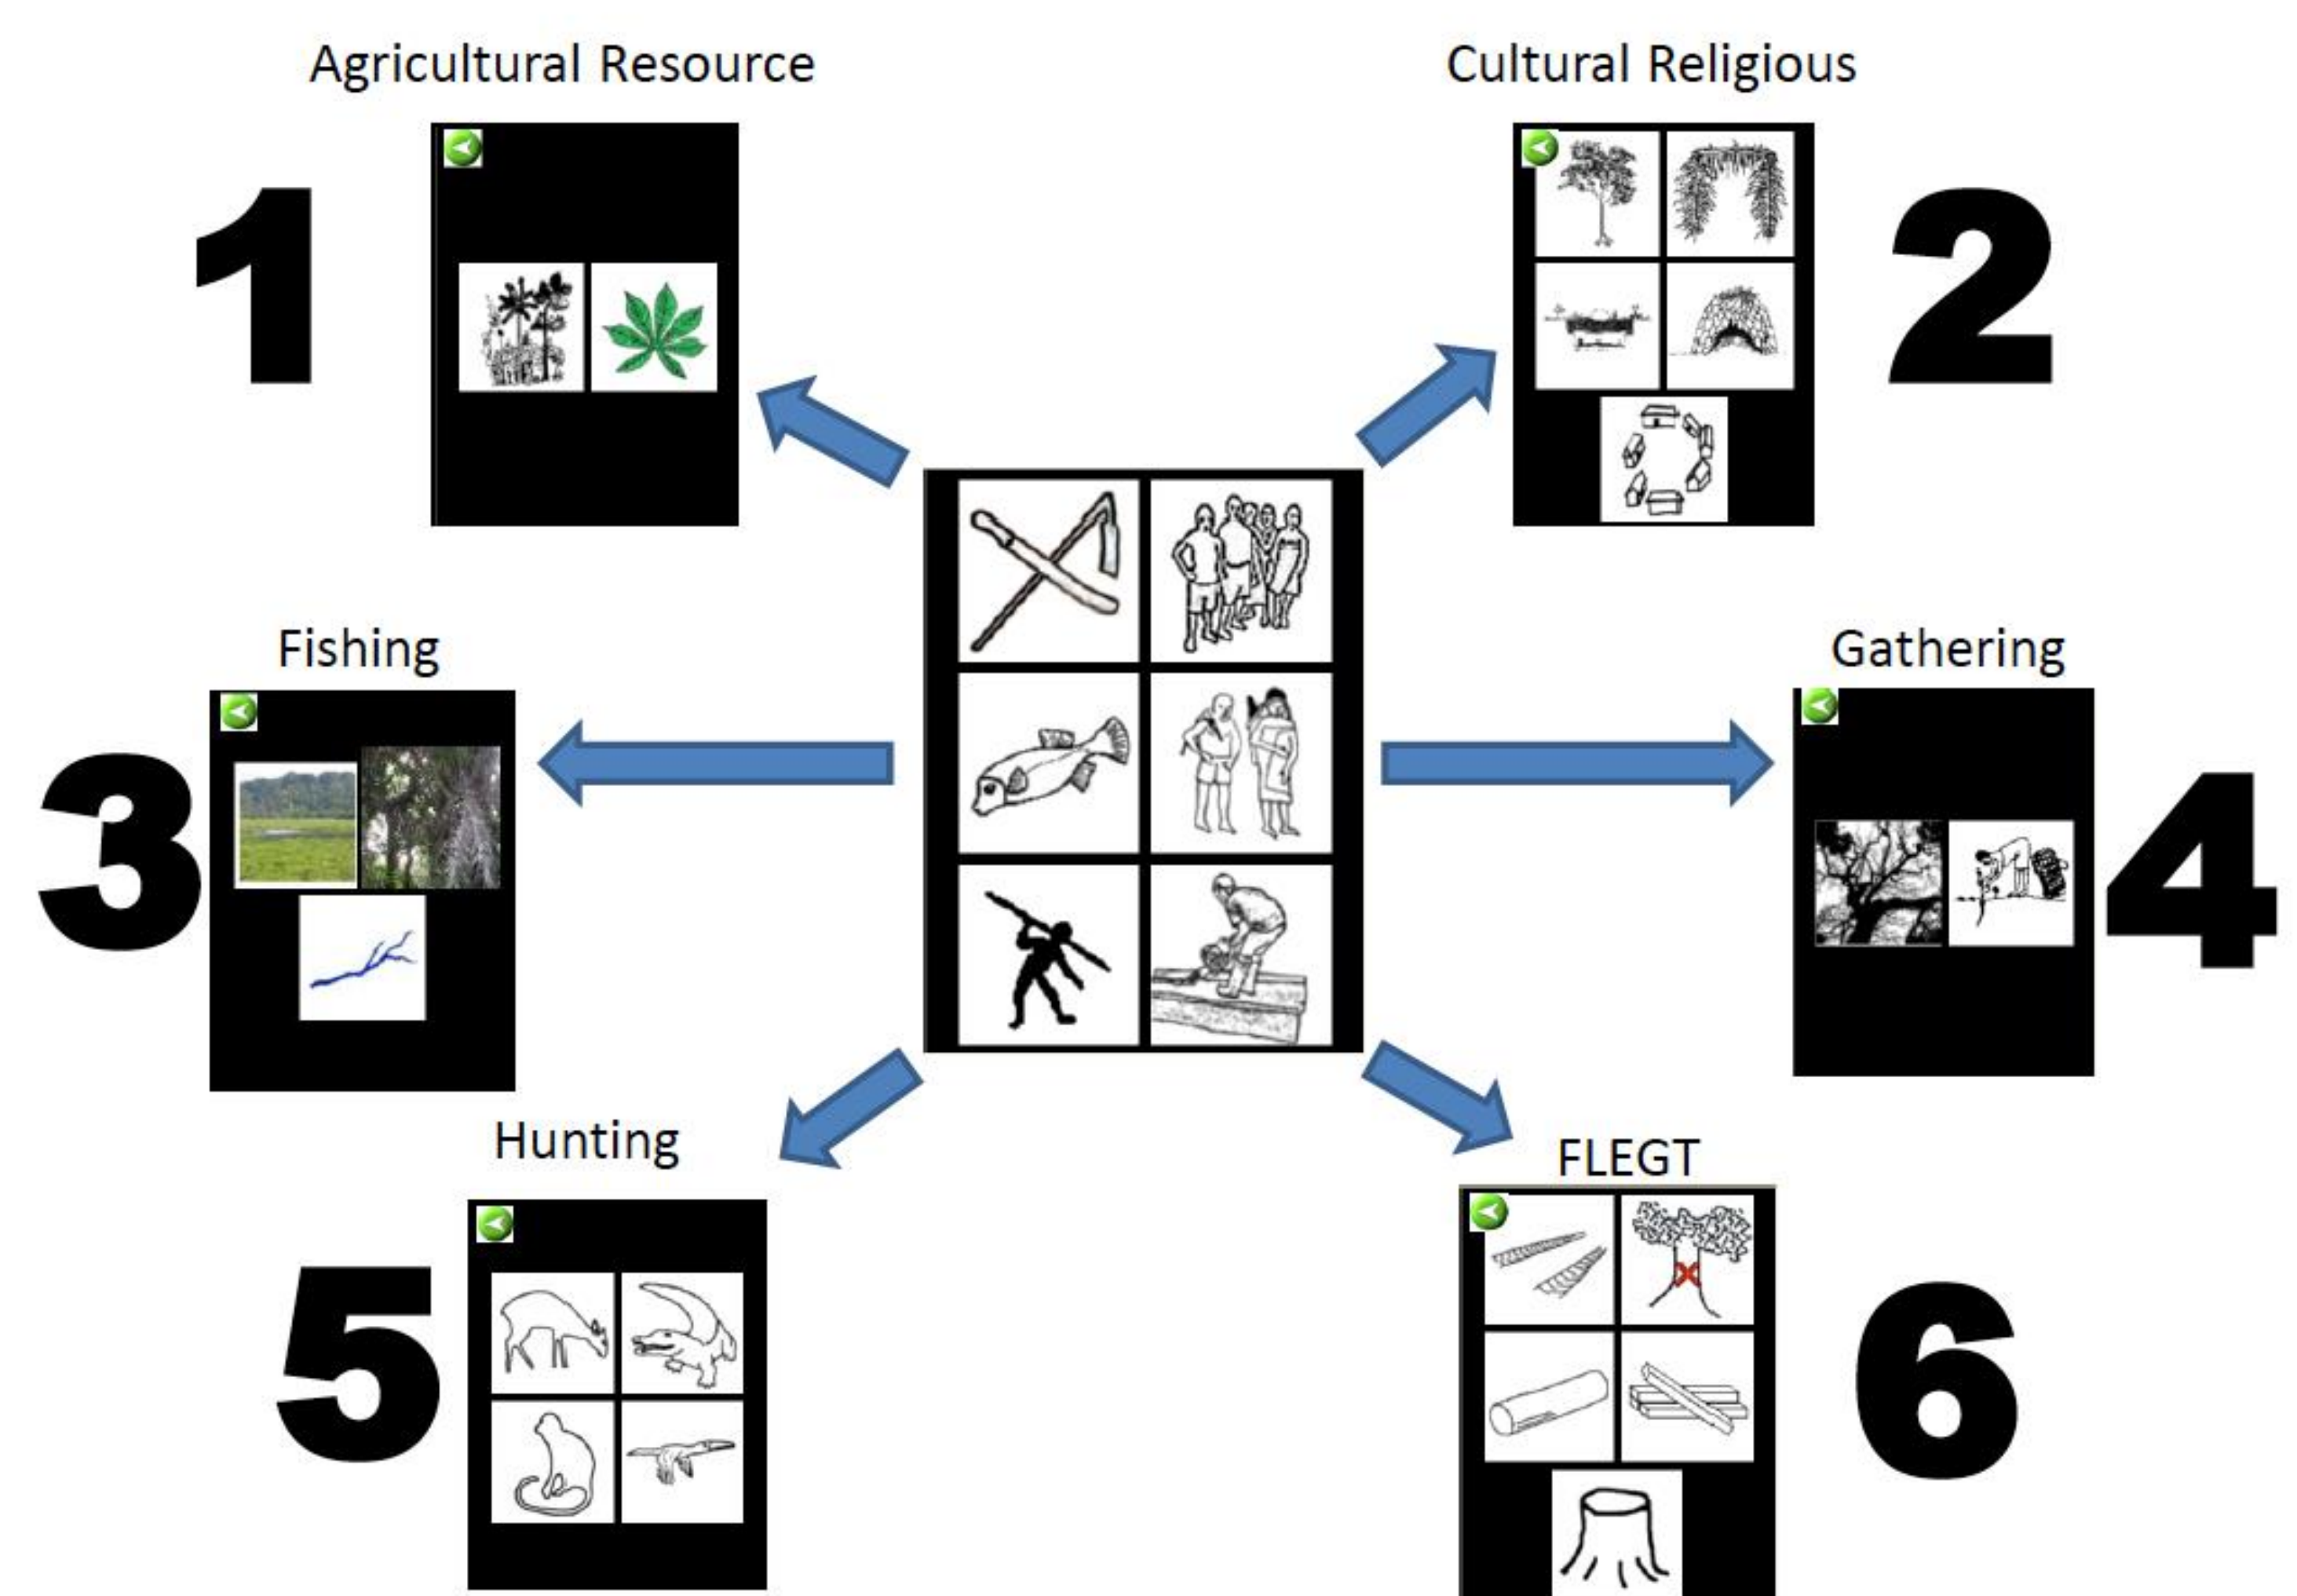 Agricultural Resource
Cultural Religious
1
2
Fishing
Gathering
3
4
Hunting
FLEGT
5
6